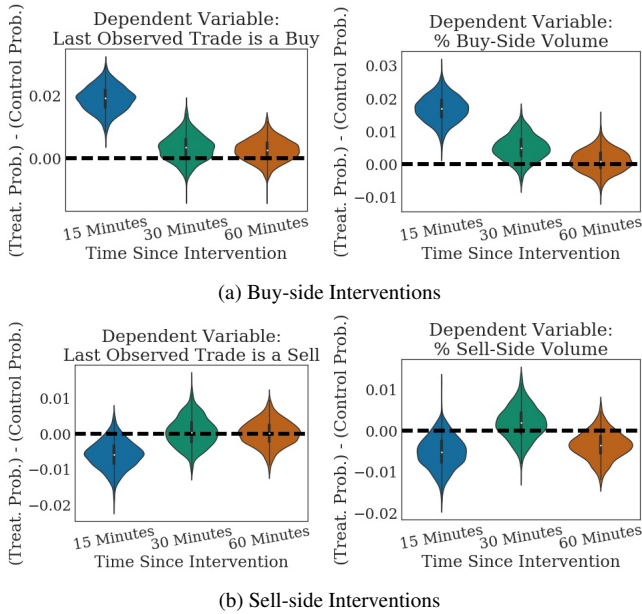 Dependent Variable:
Last Observed Trade is a Buy
(Treat. Prob.) - (Control Prob.)
0.02
0.00
15 Minutes
30 Minutes
60 Minutes
Time Since Intervention
Dependent Variable:
% Buy-Side Volume
(Treat. Prob.) - (Control Prob.)
0.03
0.02
0.01
0.00
−0.01
15 Minutes
30 Minutes
60 Minutes
Time Since Intervention
(a) Buy-side Interventions
Dependent Variable:
Last Observed Trade is a Sell
(Treat. Prob.) - (Control Prob.)
0.01
0.00
−0.01
−0.02
15 Minutes
30 Minutes
60 Minutes
Time Since Intervention
Dependent Variable:
% Sell-Side Volume
(Treat. Prob.) - (Control Prob.)
0.01
0.00
−0.01
−0.02
15 Minutes
30 Minutes
60 Minutes
Time Since Intervention
(b) Sell-side Interventions